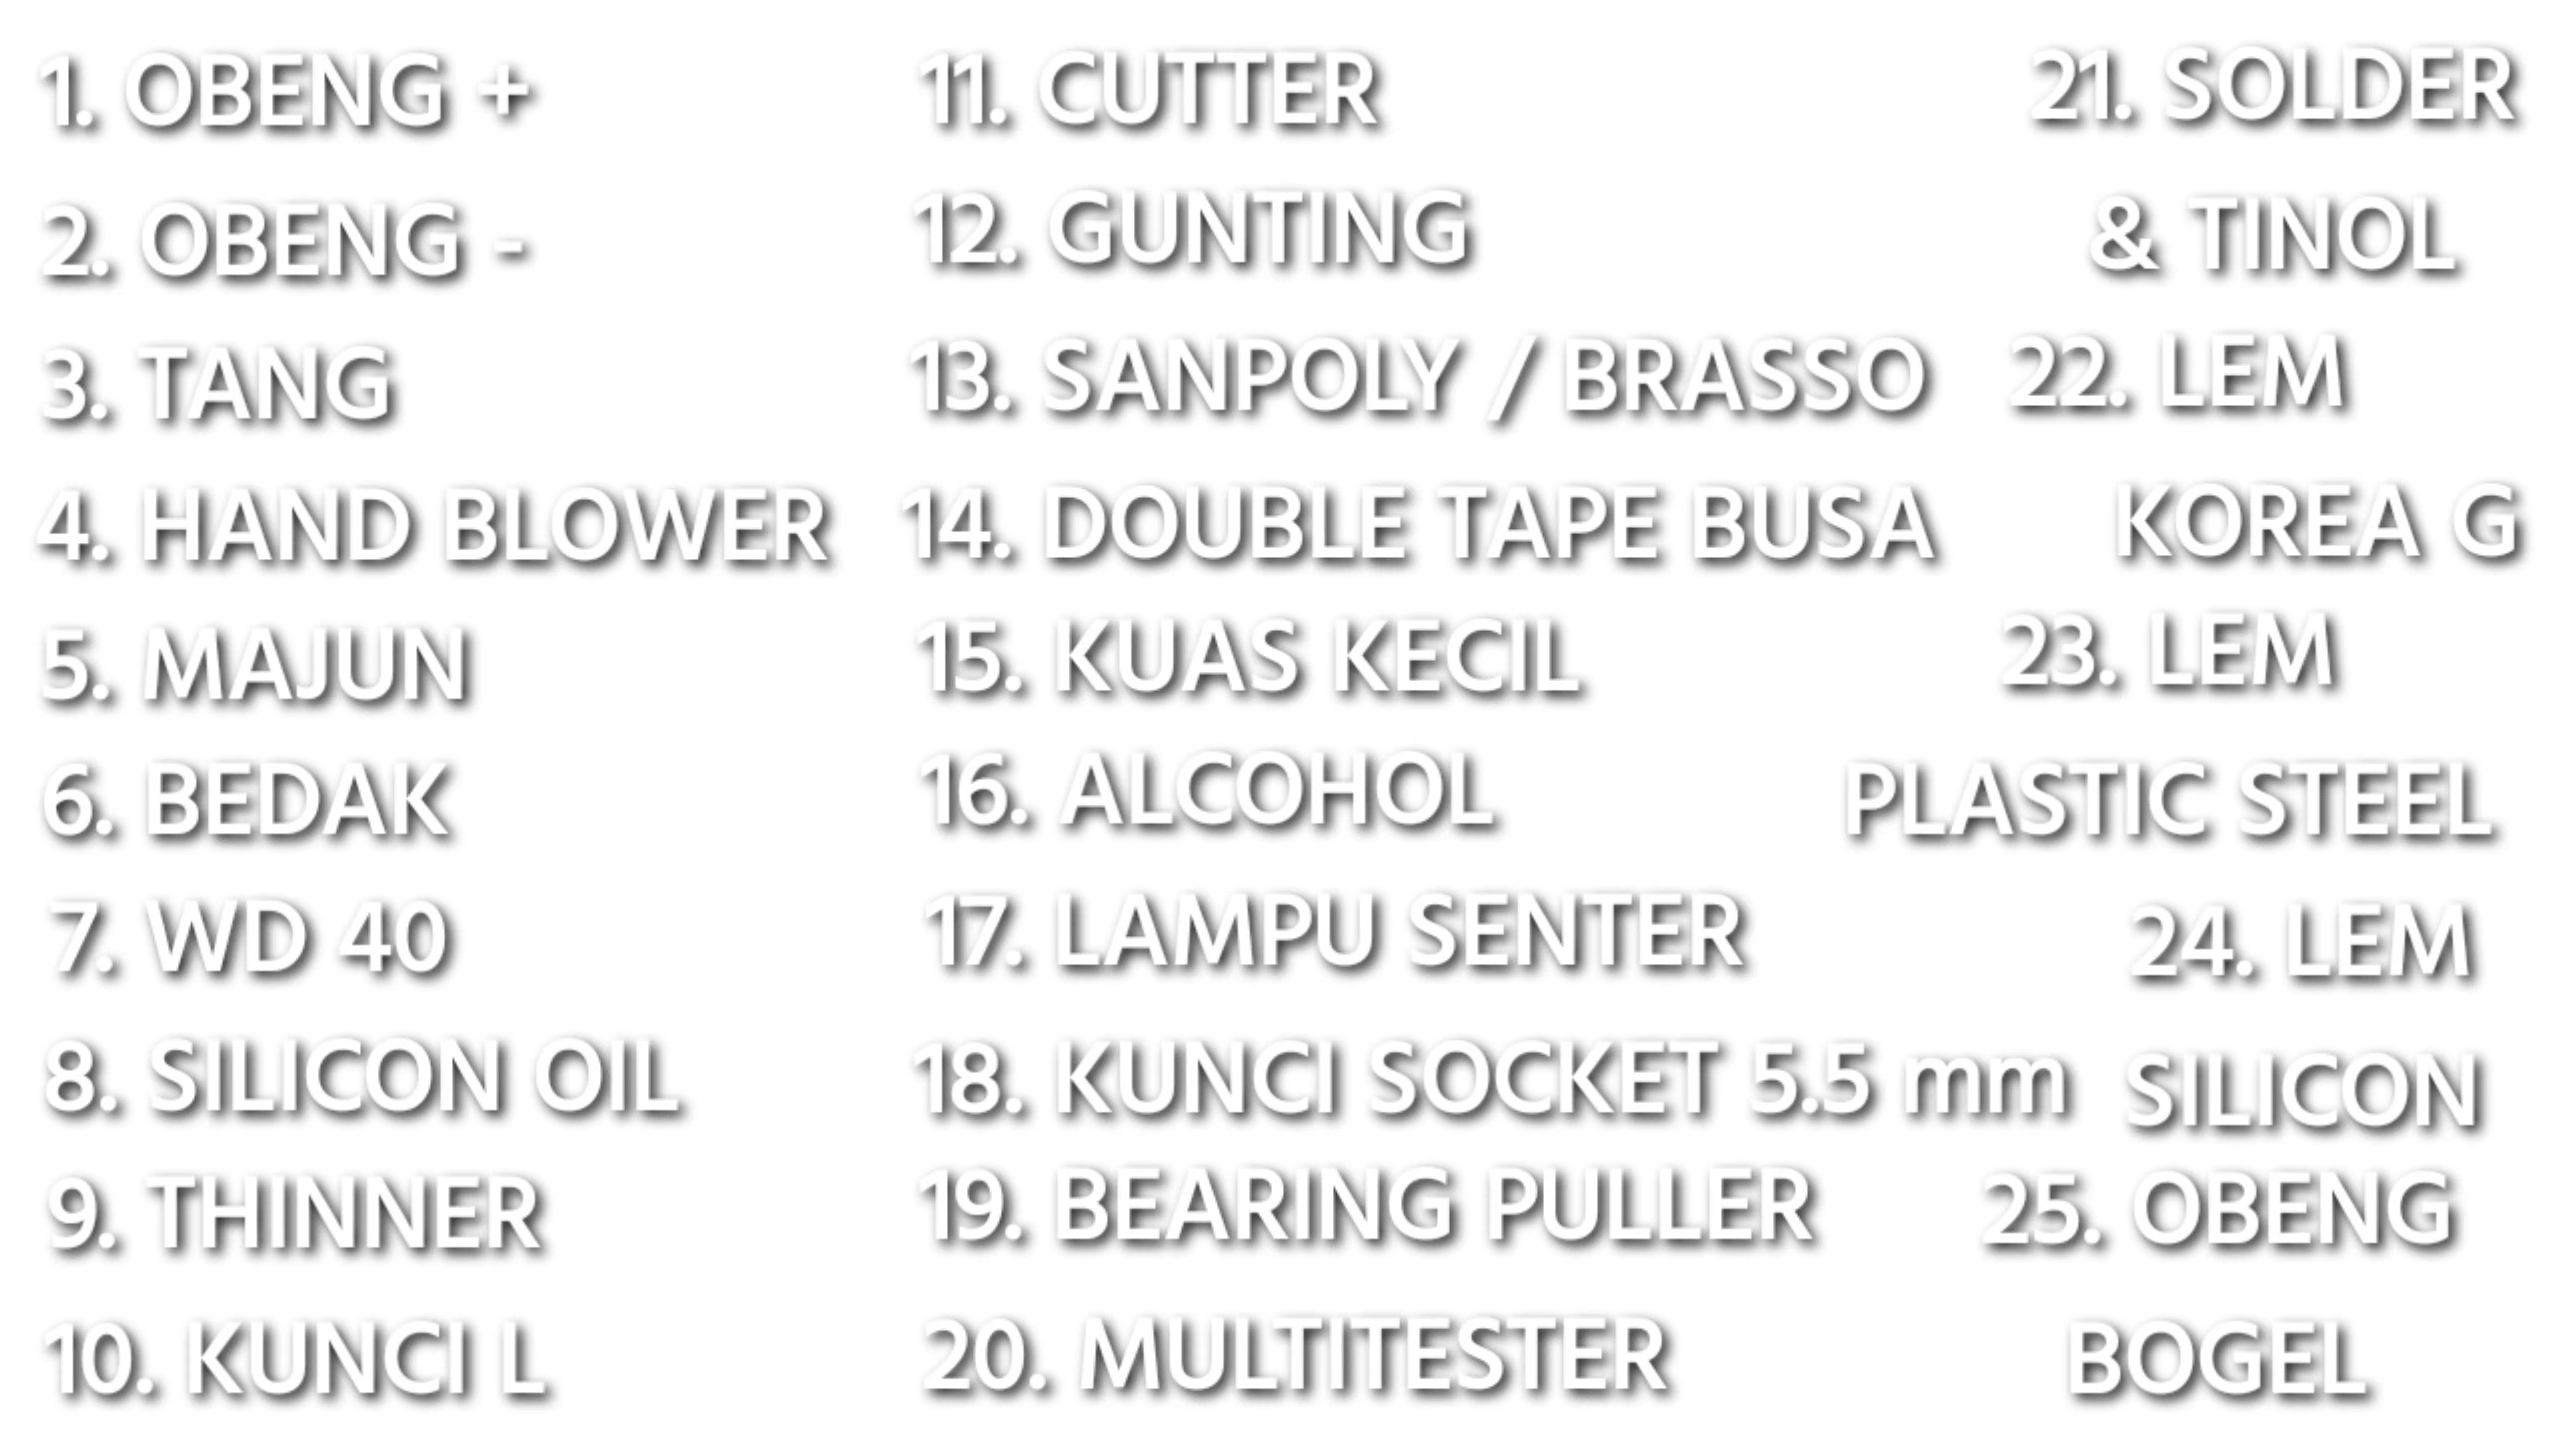 1. OBENG +
2. OBENG -
3. TANG
4. HAND BLOWER
5. MAJUN
6. BEDAK
7. WD 40
8. SILICON OIL
9. THINNER
10. KUNCI L
11. CUTTER
12. GUNTING
13. SANPOLY / BRASSO
14. DOUBLE TAPE BUSA
15. KUAS KECIL
16. ALCOHOL
17. LAMPU SENTER
18. KUNCI SOCKET 5.5 mm
19. BEARING PULLER
20. MULTITESTER
21. SOLDER
& TINOL
22. LEM
KOREA G
23. LEM
PLASTIC STEEL
24. LEM
SILICON
25. OBENG
BOGEL